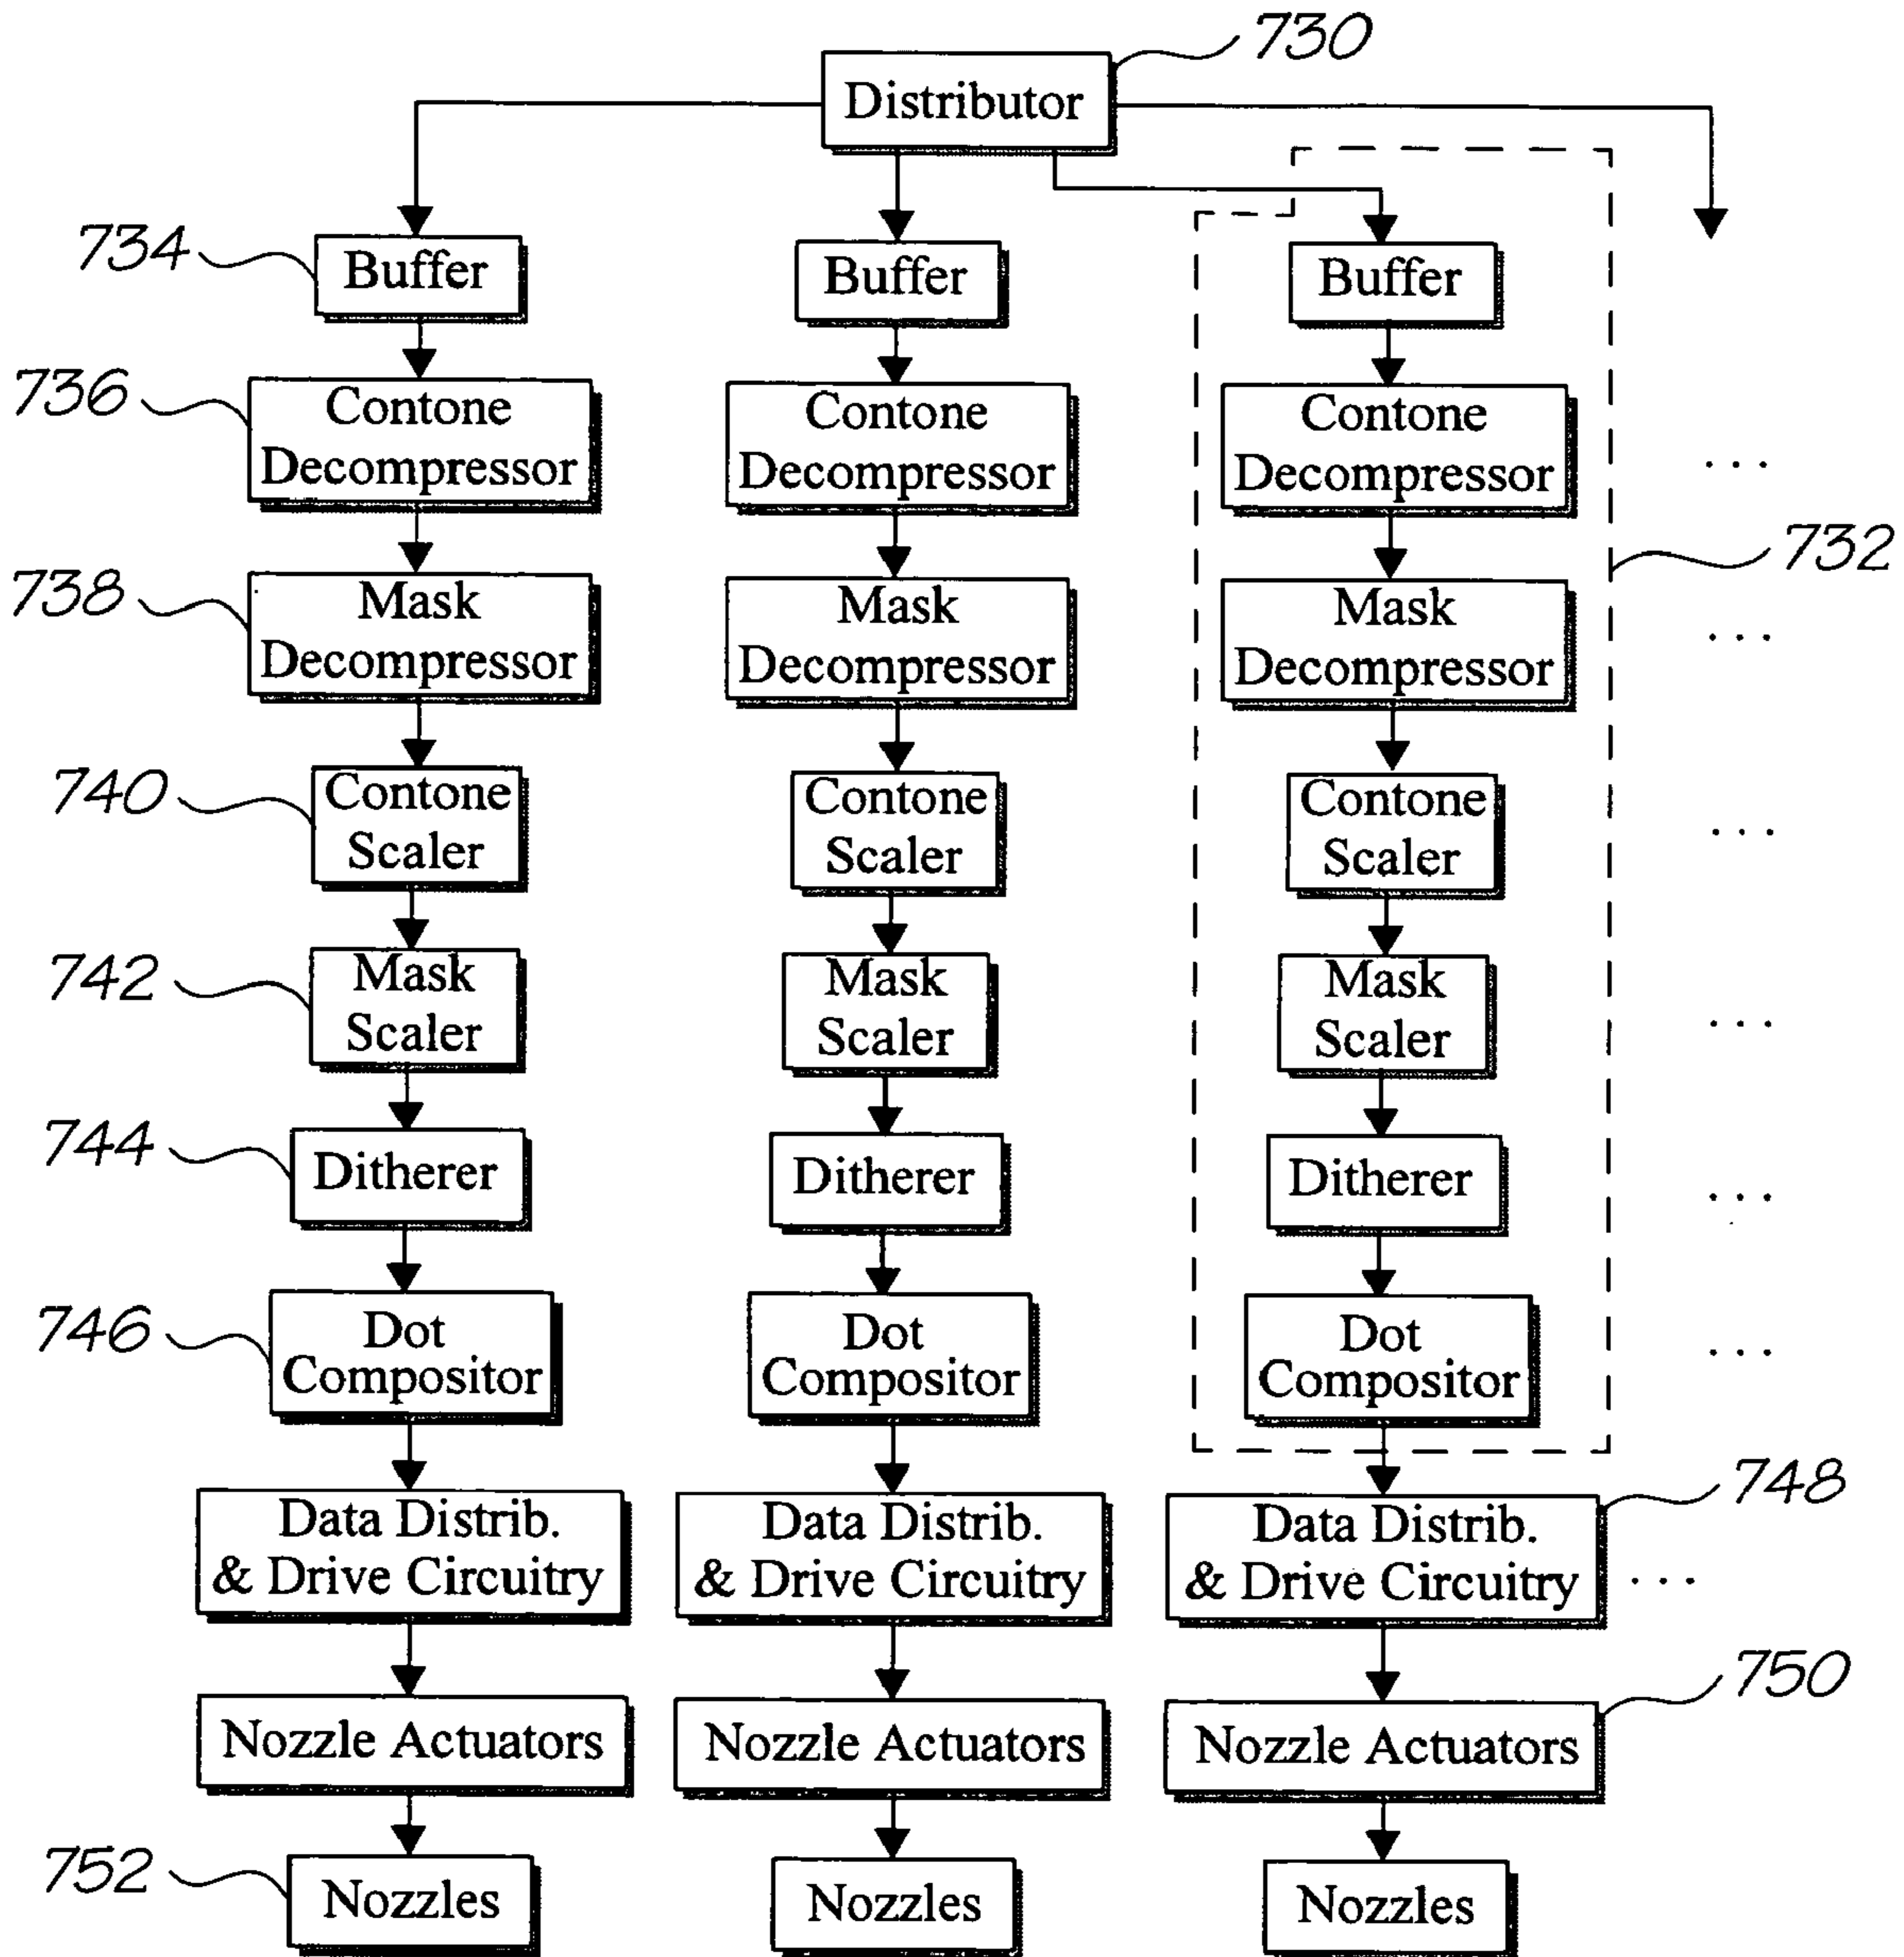 730
Distributor
734
Buffer
Buffer
Buffer
736
Contone
Decompressor
Contone
Decompressor
Contone
Decompressor
...
732
738
Mask
Decompressor
Mask
Decompressor
Mask
Decompressor
...
740
Contone
Scaler
Contone
Scaler
Contone
Scaler
...
742
Mask
Scaler
Mask
Scaler
Mask
Scaler
...
744
Ditherer
Ditherer
Ditherer
...
746
Dot
Compositor
Dot
Compositor
Dot
Compositor
...
748
Data Distrib.
& Drive Circuitry
Data Distrib.
& Drive Circuitry
Data Distrib.
& Drive Circuitry
...
750
Nozzle Actuators
Nozzle Actuators
Nozzle Actuators
752
Nozzles
Nozzles
Nozzles